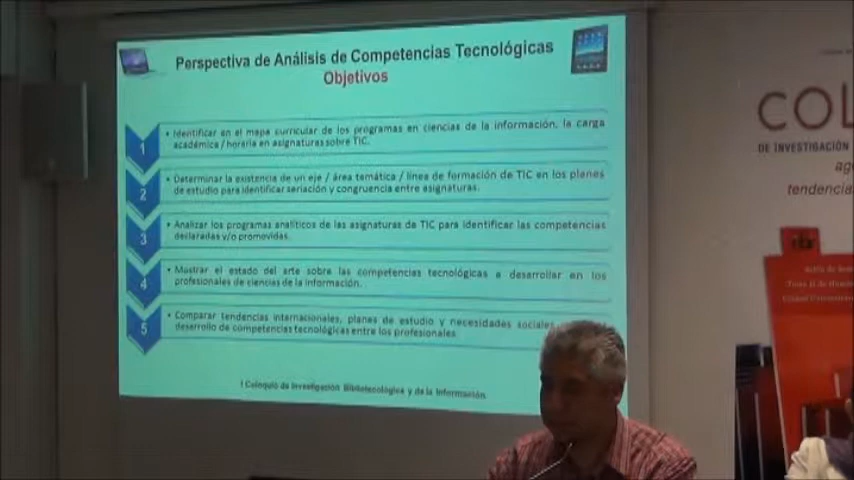 Perspectiva de Análisis de Competencias Tecnológicas
Objetivos
1
• Identificar en el mapa curricular de los programas en ciencias de la información, la carga
académica / horaria en asignaturas sobre TIC.
2
• Determinar la existencia de un eje / área temática / línea de formación de TIC en los planes
de estudio para identificar seriación y congruencia entre asignaturas.
3
• Analizar los programas analíticos de las asignaturas de TIC para identificar las competencias
declaradas y/o promovidas.
4
• Mostrar el estado del arte sobre las competencias tecnológicas a desarrollar en los
profesionales de ciencias de la información.
5
• Comparar tendencias internacionales, planes de estudio y necesidades sociales
desarrollo de competencias tecnológicas entre los profesionales.
I Coloquio de Investigación Bibliotecológica y de la Información
COL
DE INVESTIGACIÓN
ag
tendencia